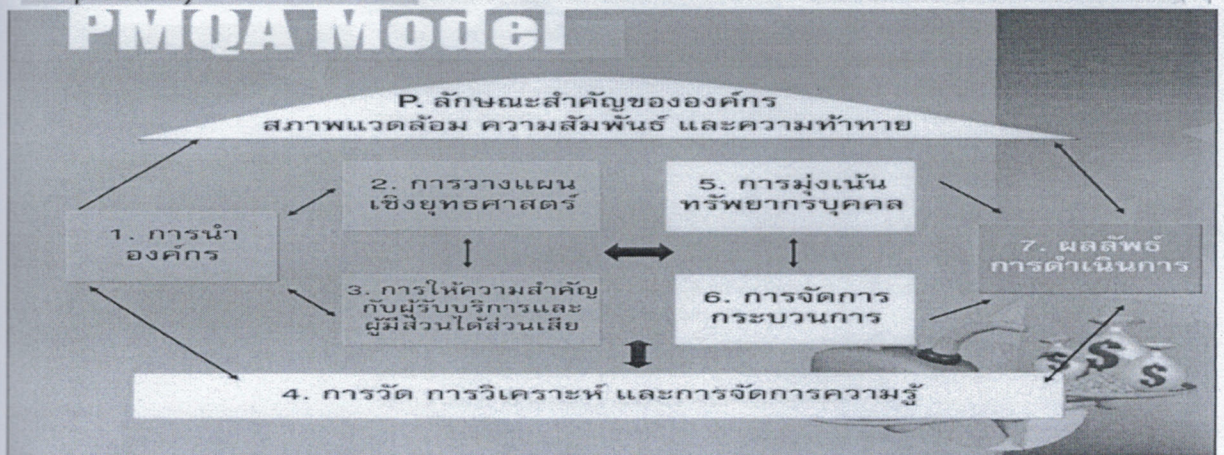 PMQA Model
P. ลักษณะสำคัญขององค์กร
สภาพแวดล้อม ความสัมพันธ์ และความท้าทาย
1. การนำ
องค์กร
2. การวางแผน
เชิงยุทธศาสตร์
3. การให้ความสำคัญ
กับผู้รับบริการและ
ผู้มีส่วนได้ส่วนเสีย
5. การมุ่งเน้น
ทรัพยากรบุคคล
6. การจัดการ
กระบวนการ
7. ผลลัพธ์
การดำเนินการ
4. การวัด การวิเคราะห์ และการจัดการความรู้
$ $ $